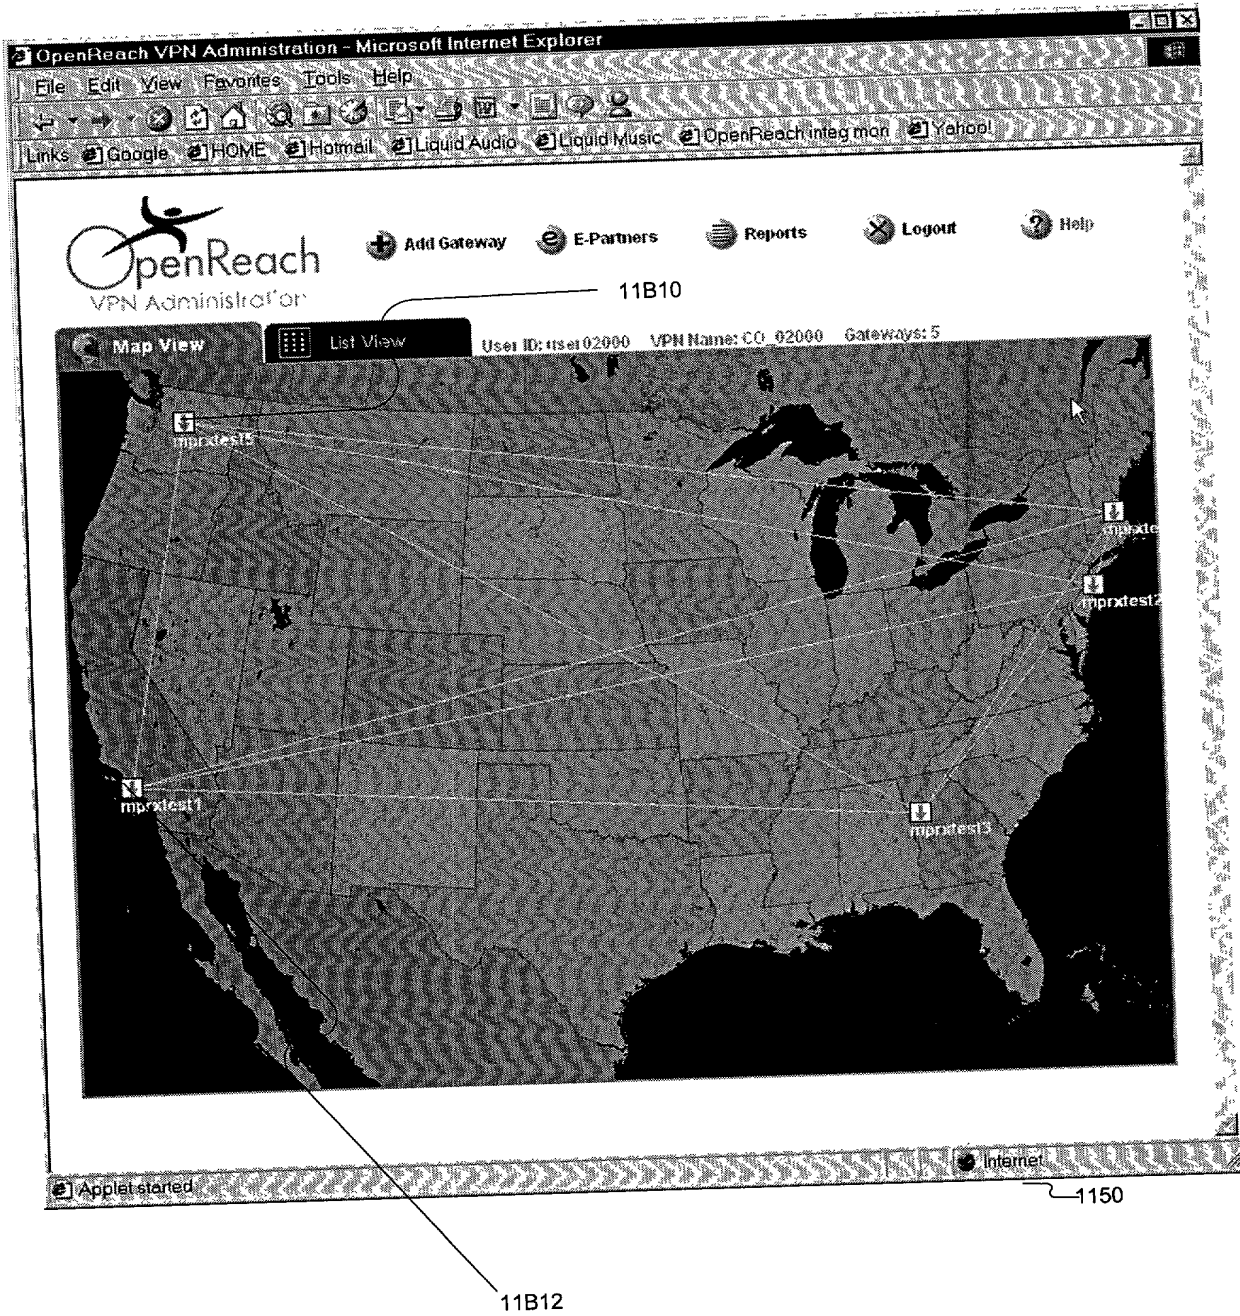 OpenReach VPN Administration - Microsoft Internet Explorer
File Edit View Favorites Tools Help
Links Google HOME Hotmail Liquid Audio Liquid Music OpenReach integ mon Yahoo!
OpenReach
VPN Administration
Add Gateway E-Partners Reports Logout Help
11B10
Map View List View User ID: user02000 VPN Name: CO_02000 Gateways: 5
mprxtest5
mprxte
mprxtest2
mprxtest1
mprxtest3
Applet started Internet
1150
11B12